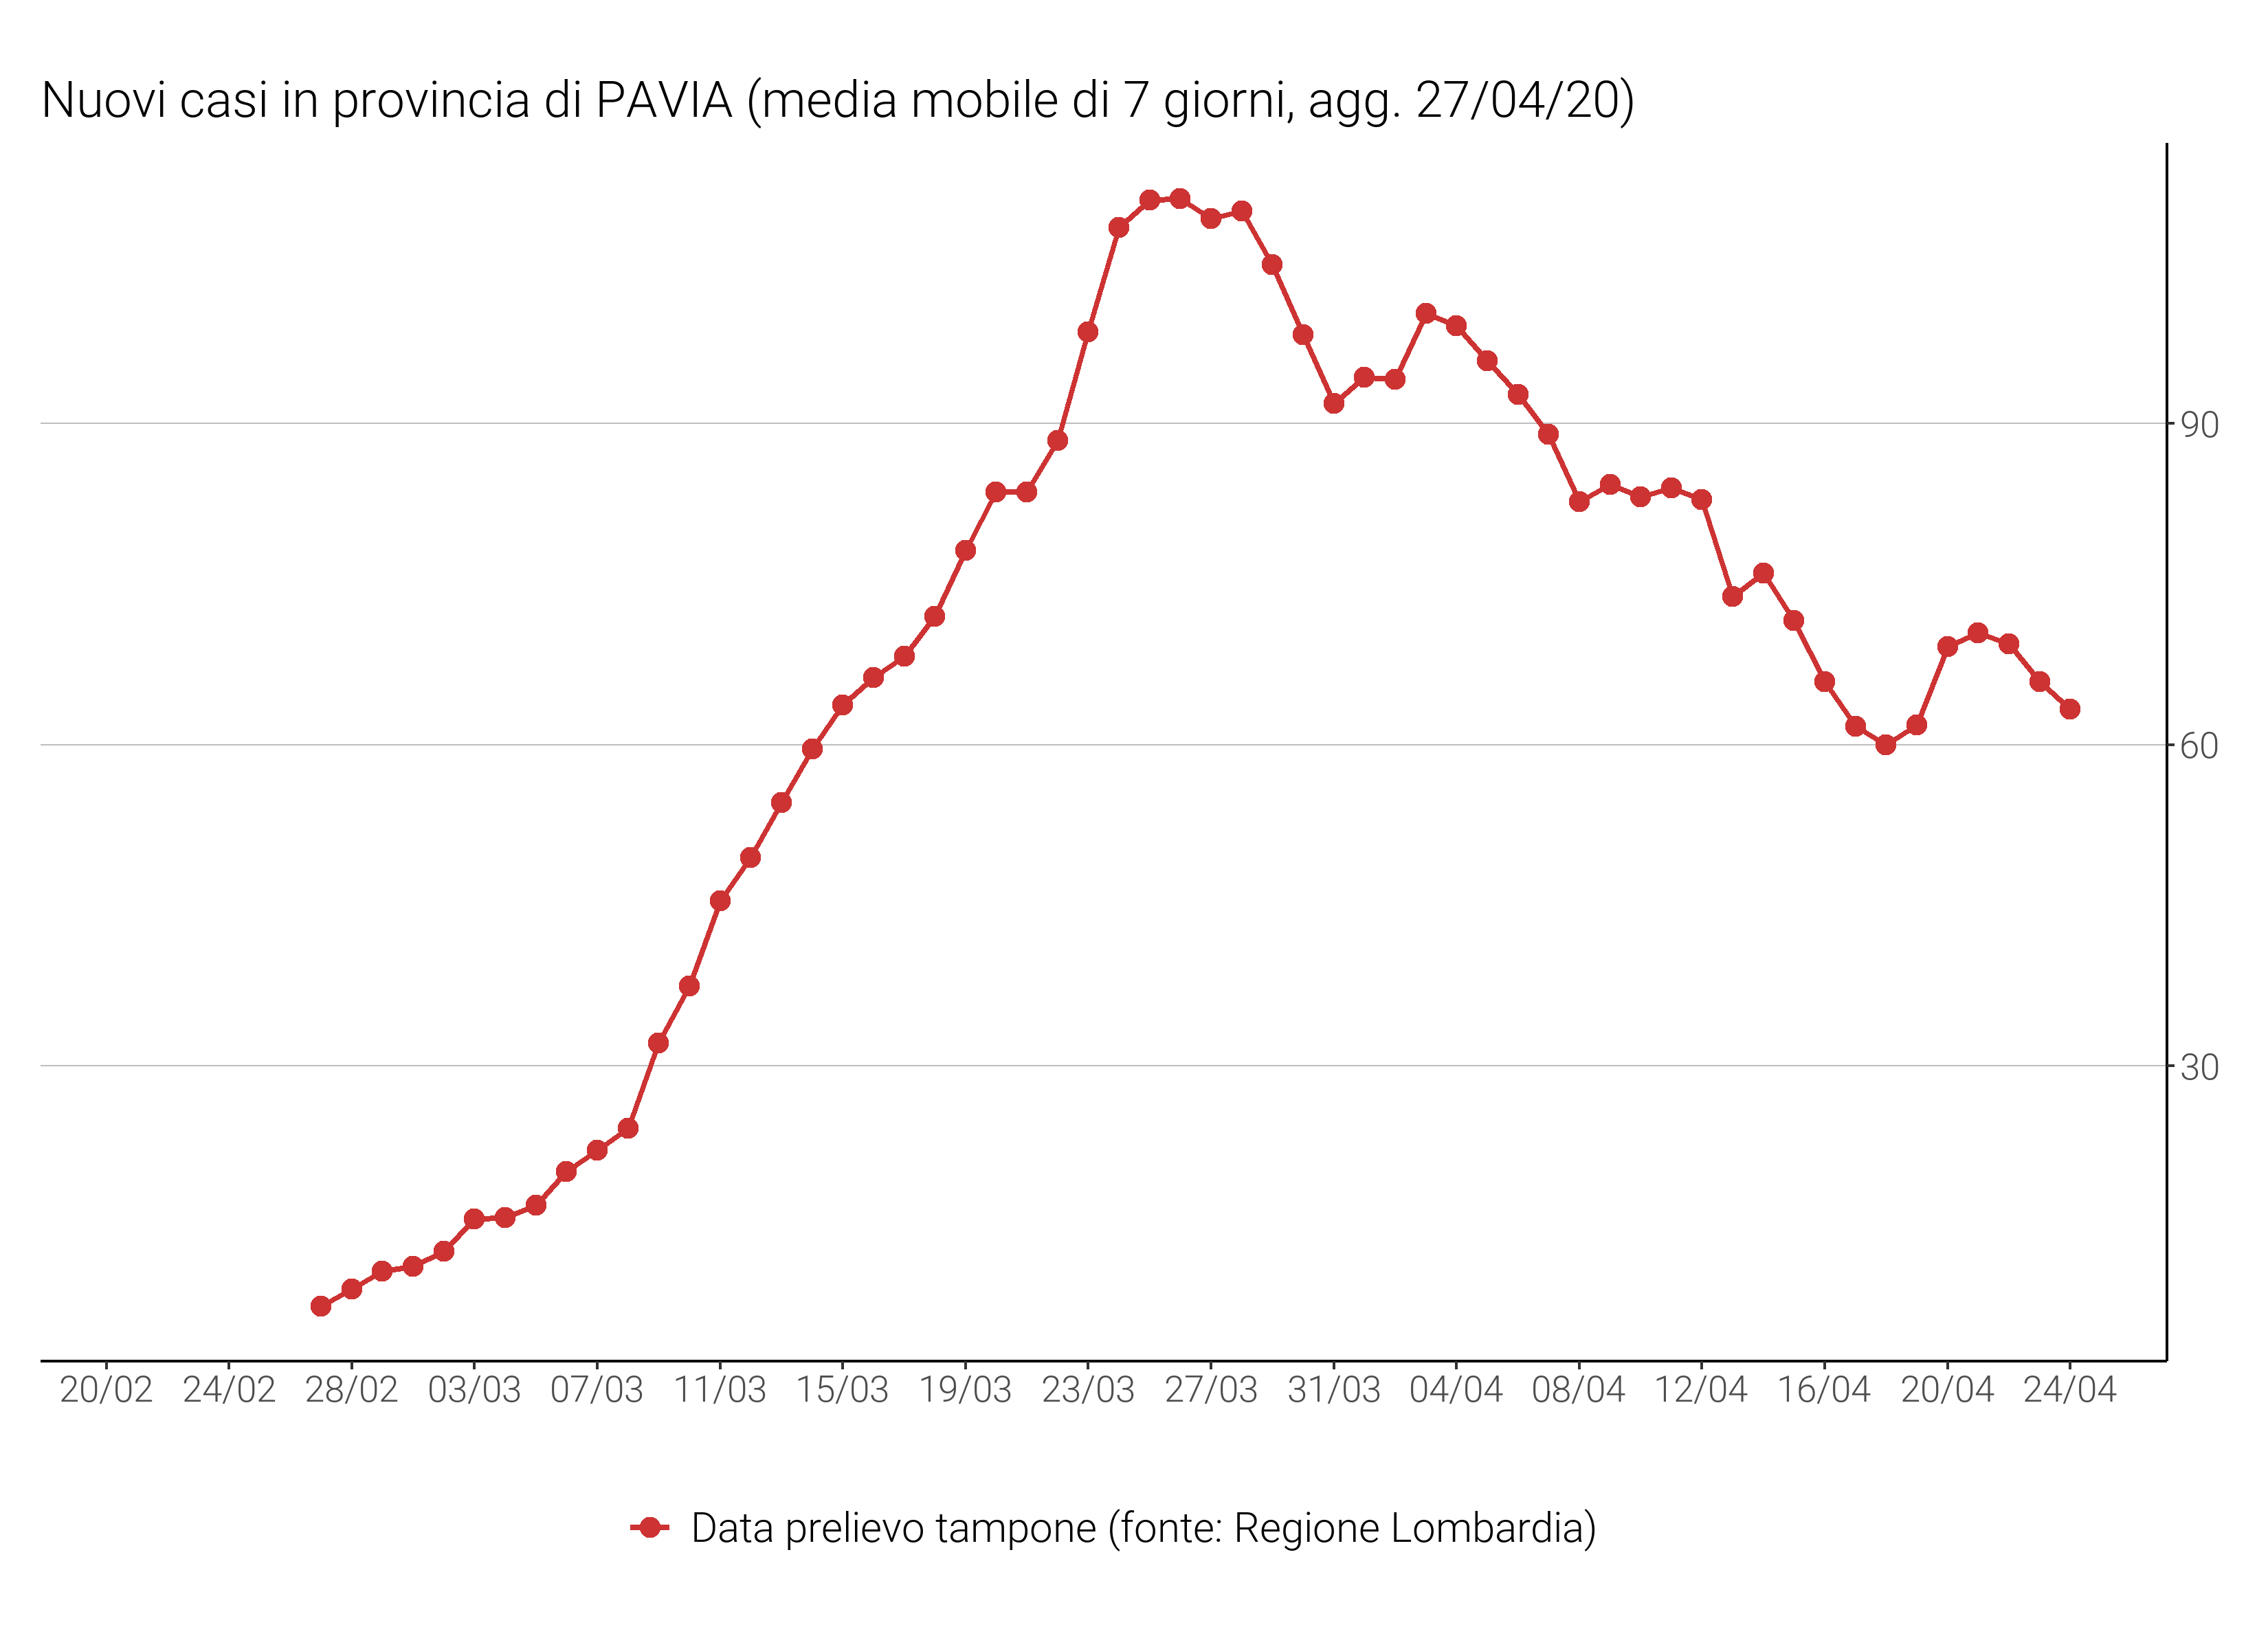 Nuovi casi in provincia di PAVIA (media mobile di 7 giorni, agg. 27/04/20)
90
60
30
20/02 24/02 28/02 03/03 07/03 11/03 15/03 19/03 23/03 27/03 31/03 04/04 08/04 12/04 16/04 20/04 24/04
Data prelievo tampone (fonte: Regione Lombardia)